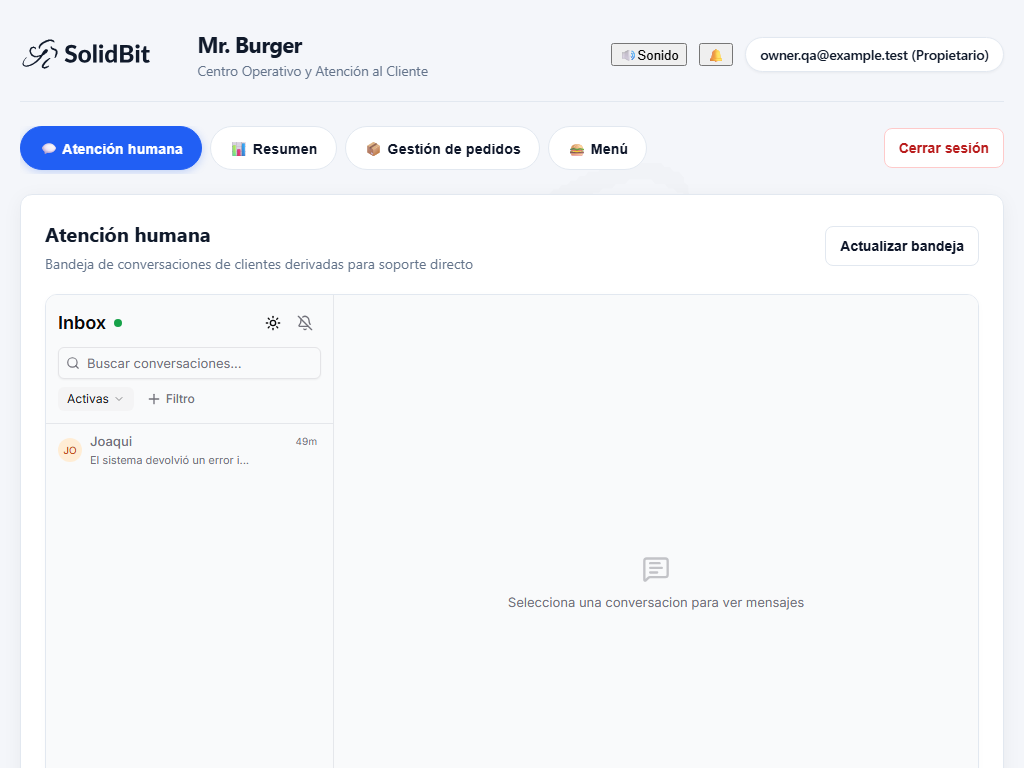 SolidBit
Mr. Burger
Centro Operativo y Atención al Cliente
Sonido
owner.qa@example.test (Propietario)
Atención humana
Resumen
Gestión de pedidos
Menú
Cerrar sesión
Atención humana
Bandeja de conversaciones de clientes derivadas para soporte directo
Actualizar bandeja
Inbox
Buscar conversaciones...
Activas
Filtro
JO
Joaqui
49m
El sistema devolvió un error i...
Selecciona una conversacion para ver mensajes